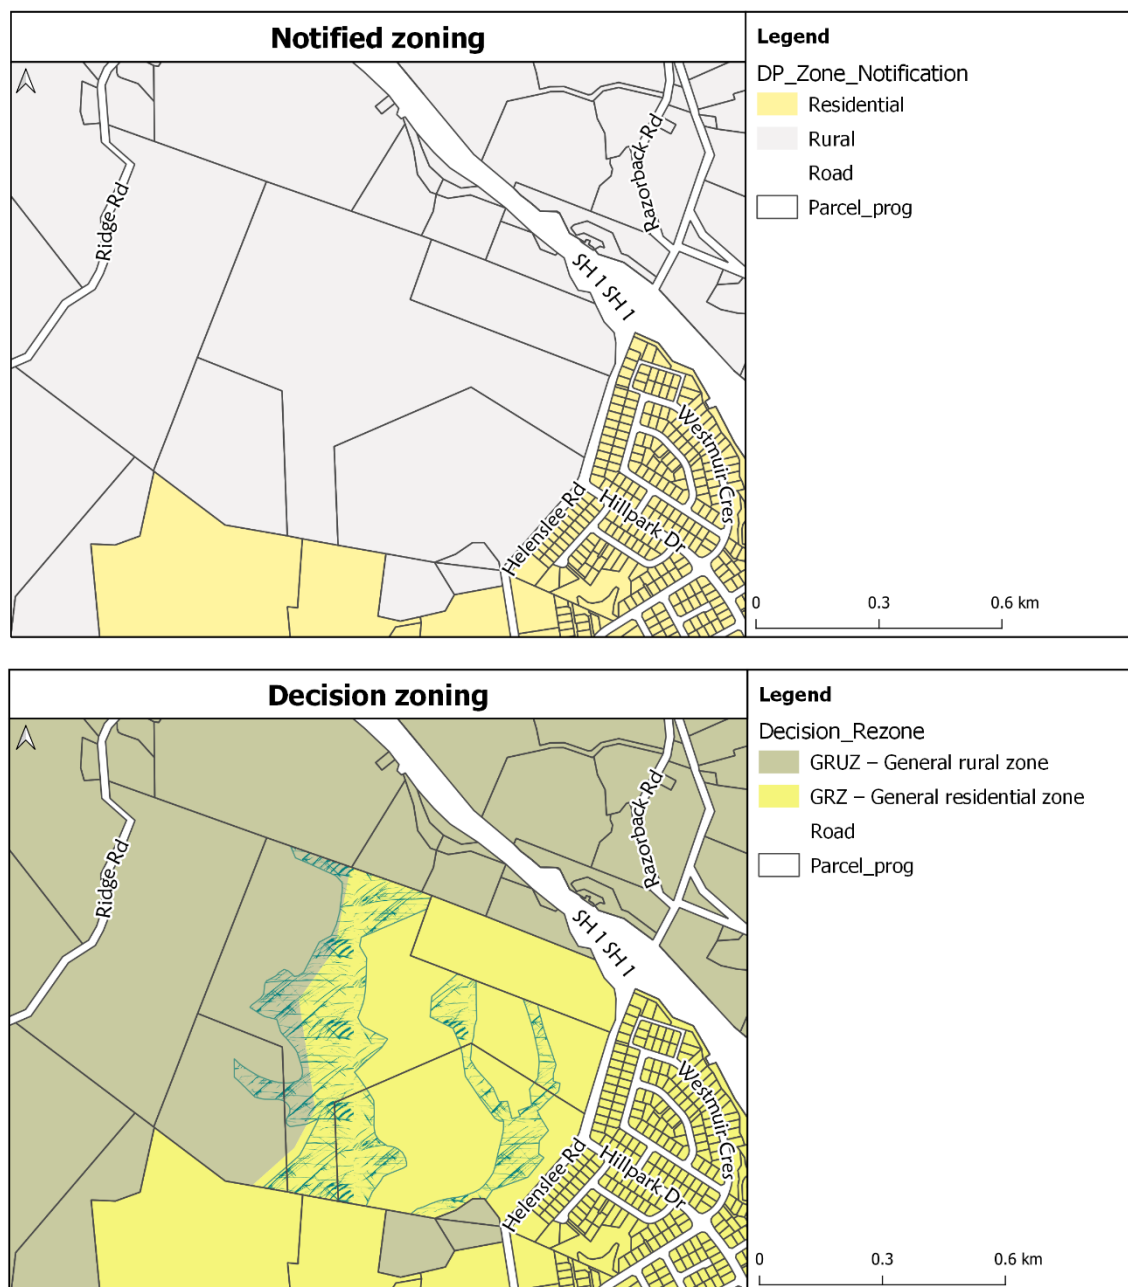 Notified zoning
Legend
DP_Zone_Notification
Residential
Rural
Road
Parcel_prog
Ridge-Rd
Razorback-Rd
SH 1 SH 1
Westmuir-Cres
Hillpark-Dr
Helenslee-Rd
0 0.3 0.6 km
Decision zoning
Legend
Decision_Rezone
GRUZ – General rural zone
GRZ – General residential zone
Road
Parcel_prog
Ridge-Rd
Razorback-Rd
SH 1 SH 1
Westmuir-Cres
Hillpark-Dr
Helenslee-Rd
0 0.3 0.6 km